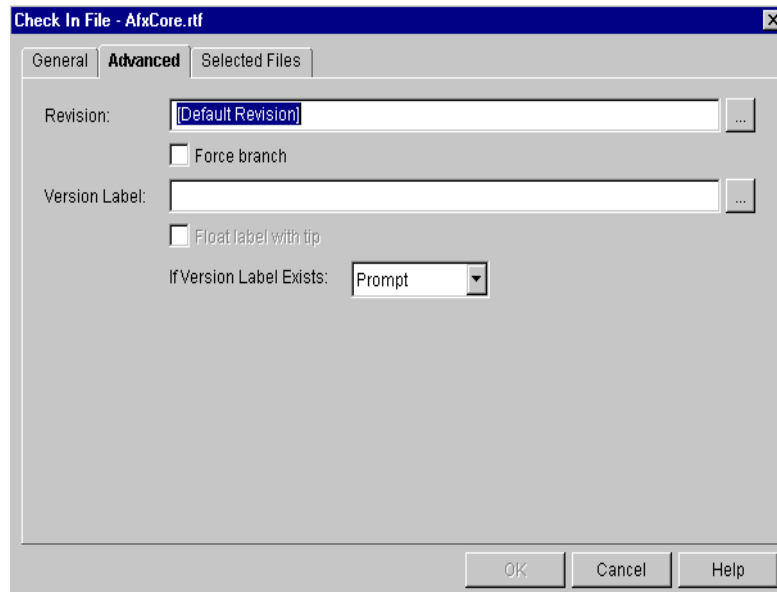 Check In File - AfxCore.rtf
General Advanced Selected Files
Revision: [Default Revision] ...
Force branch
Version Label: ...
Float label with tip
If Version Label Exists: Prompt
OK Cancel Help